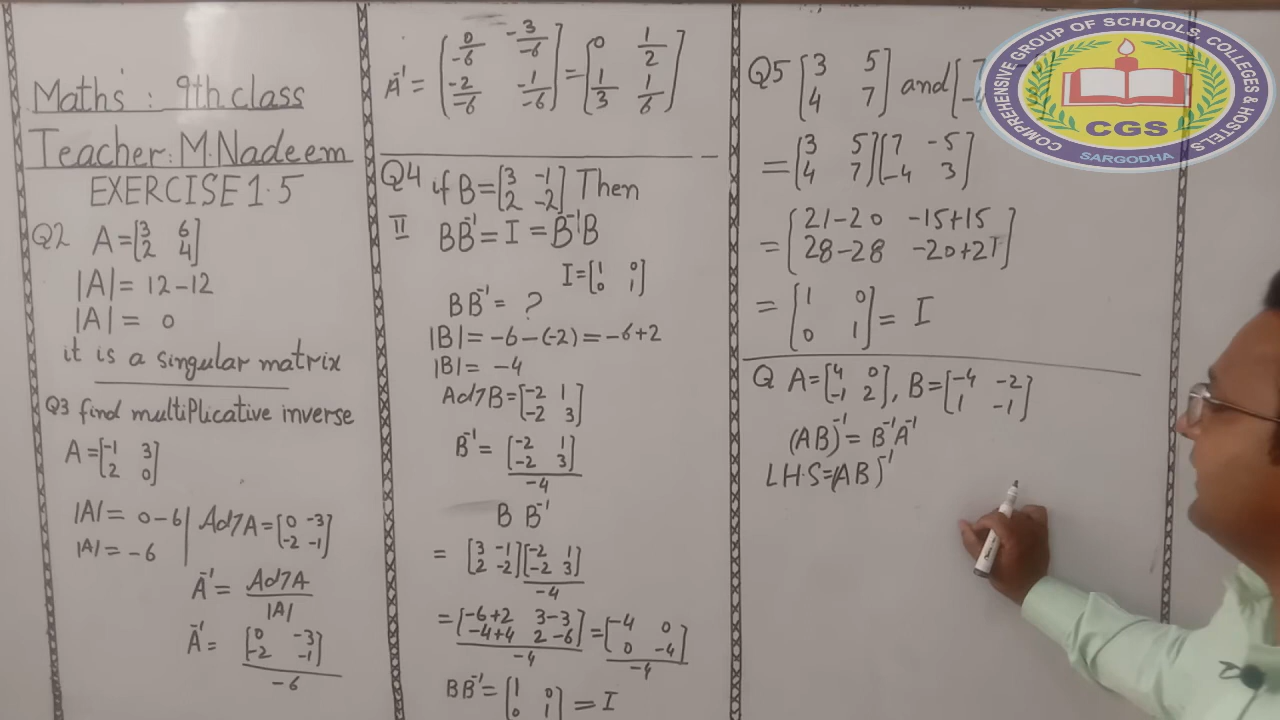 Maths : 9th class
Teacher: M.Nadeem
EXERCISE 1.5
Q2 A = [3 6
2 4]
|A| = 12-12
|A| = 0
it is a singular matrix
Q3 find multiplicative inverse
A = [-1 3
2 0]
|A| = 0-6
|A| = -6
AdjA = [0 -3
-2 -1]
A⁻¹ = AdjA
|A|
A⁻¹ = [0 -3
-2 -1]
-6
A⁻¹ = [0/-6 -3/-6
-2/-6 -1/-6] = [0 1/2
1/3 1/6]
Q4 if B = [3 -1
2 -2] Then
II BB⁻¹ = I = B⁻¹B
I = [1 0
0 1]
BB⁻¹ = ?
|B| = -6-(-2) = -6+2
|B| = -4
AdjB = [-2 1
-2 3]
B⁻¹ = [-2 1
-2 3]
-4
B B⁻¹
= [3 -1
2 -2] [-2 1
-2 3]
-4
= [-6+2 3-3
-4+4 2-6]
-4
= [-4 0
0 -4]
-4
BB⁻¹ = [1 0
0 1] = I
Q5 [3 5
4 7] and [7
-4
= [3 5
4 7] [7 -5
-4 3]
= [21-20 -15+15
28-28 -20+21]
= [1 0
0 1] = I
Q A = [4 0
-1 2], B = [-4 -2
1 -1]
(AB)⁻¹ = B⁻¹A⁻¹
L.H.S = (AB)⁻¹
COMPREHENSIVE GROUP OF SCHOOLS, COLLEGES & HOSTELS
CGS
SARGODHA